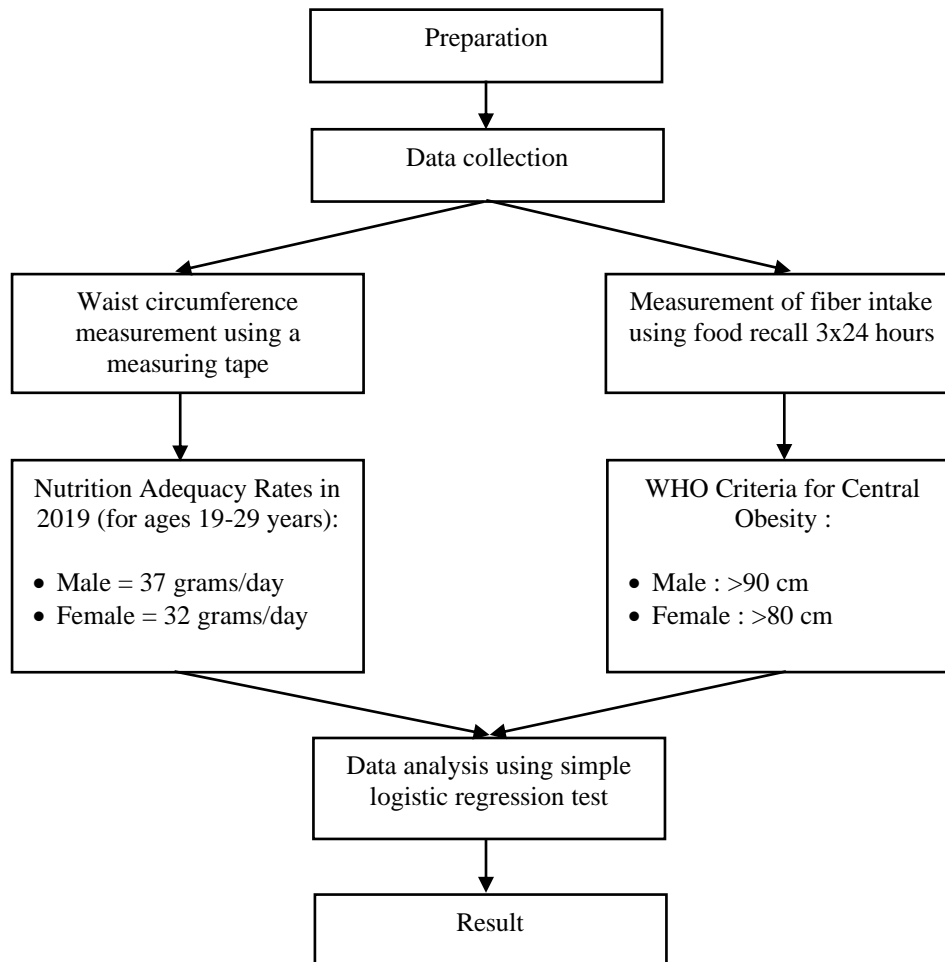 Preparation
Data collection
Waist circumference
measurement using a
measuring tape
Measurement of fiber intake
using food recall 3x24 hours
Nutrition Adequacy Rates in
2019 (for ages 19-29 years):
• Male = 37 grams/day
• Female = 32 grams/day
WHO Criteria for Central
Obesity :
• Male : >90 cm
• Female : >80 cm
Data analysis using simple
logistic regression test
Result